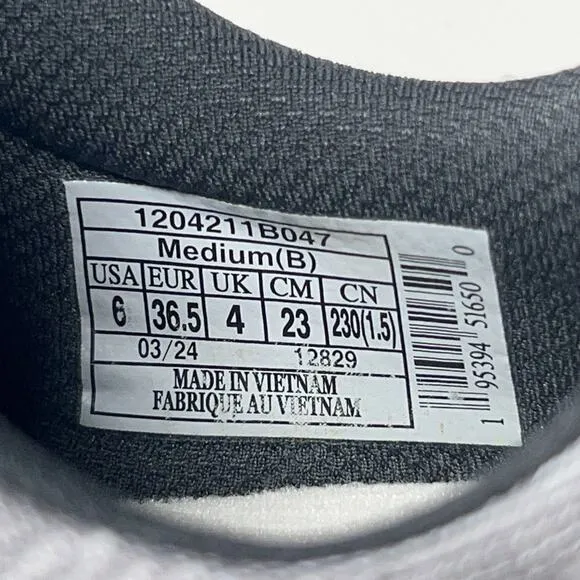 1204211B047
Medium(B)
USA EUR UK CM CN
6 36.5 4 23 230(1.5)
03/24 12829
MADE IN VIETNAM
FABRIQUE AU VIETNAM
1 95394 51650 0